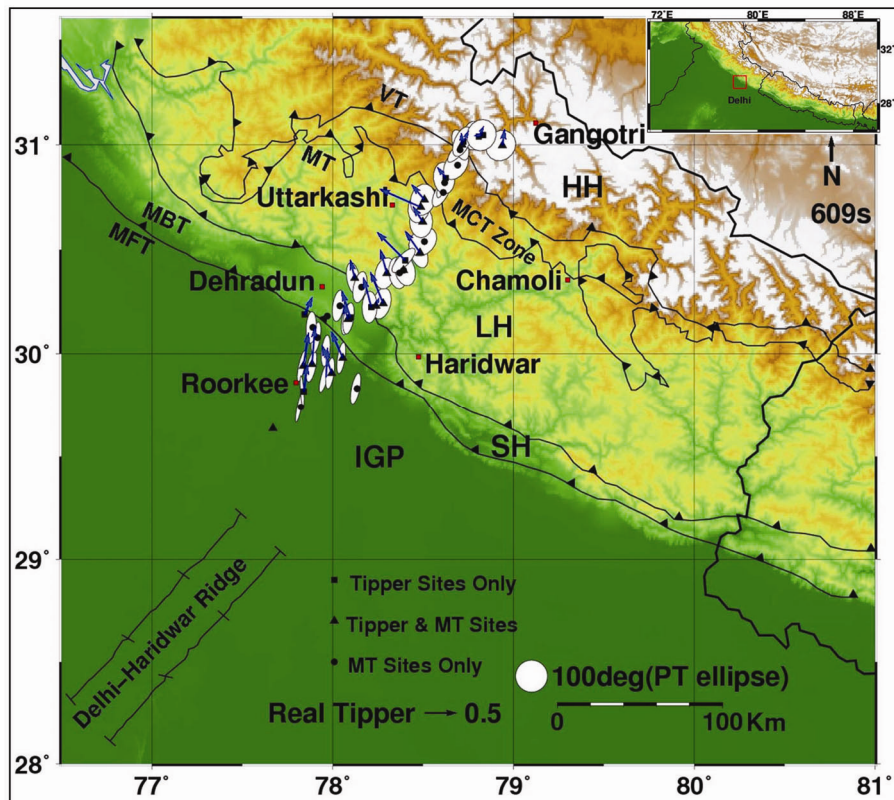 72˚E
80˚E
88˚E
32˚N
28˚N
Delhi
VT
31˚
Gangotri
MT
HH
N
Uttarkashi
MCT Zone
609s
MBT
MFT
Dehradun
Chamoli
LH
30˚
Haridwar
Roorkee
SH
IGP
29˚
Tipper Sites Only
Tipper & MT Sites
Delhi–Haridwar Ridge
MT Sites Only
100deg(PT ellipse)
Real Tipper → 0.5
0 100 Km
28˚
77˚ 78˚ 79˚ 80˚ 81˚